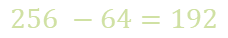 256 − 64 = 192